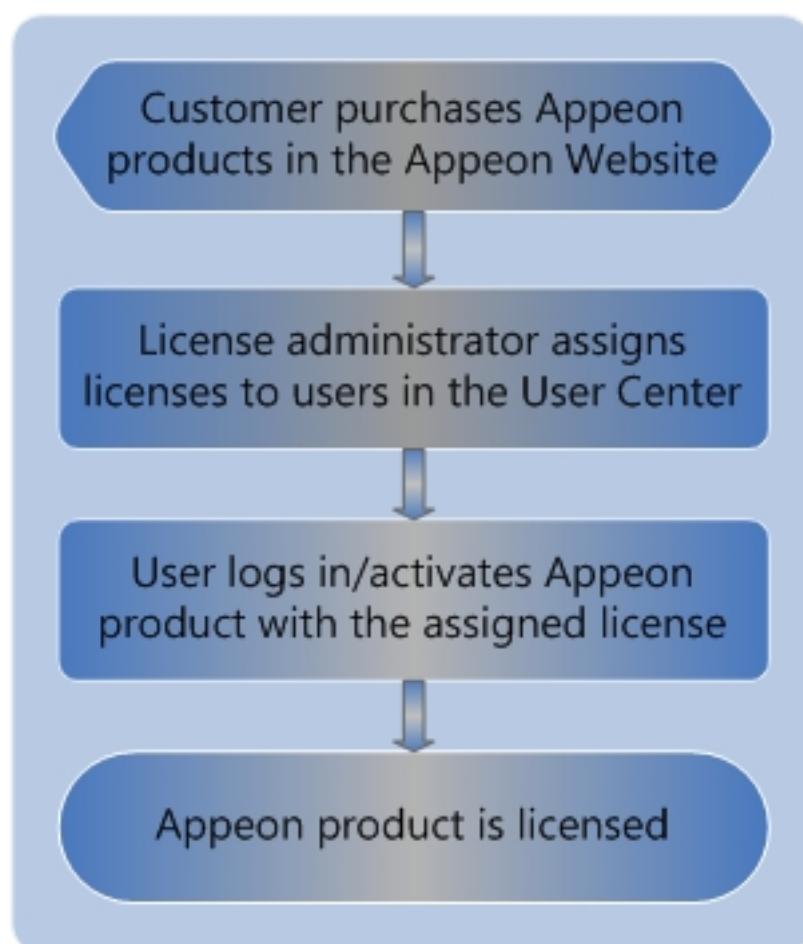 Customer purchases Appeon
products in the Appeon Website
License administrator assigns
licenses to users in the User Center
User logs in/activates Appeon
product with the assigned license
Appeon product is licensed